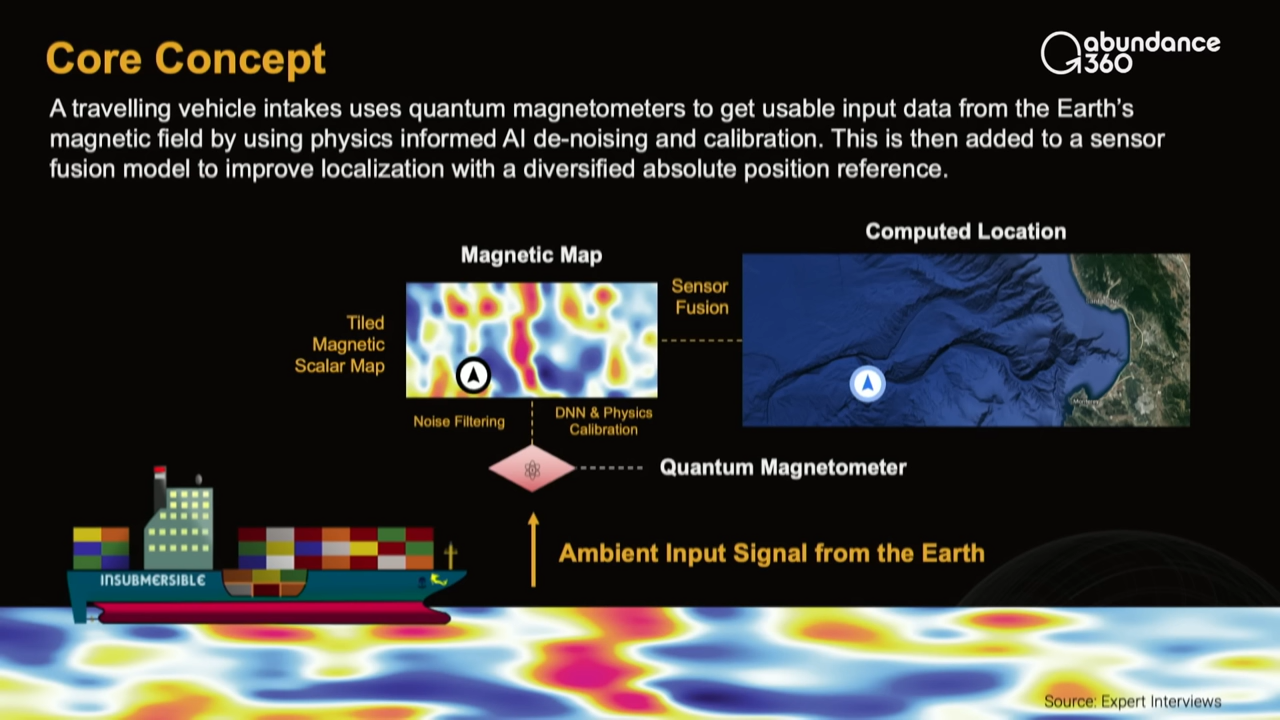 Core Concept
abundance
360
A travelling vehicle intakes uses quantum magnetometers to get usable input data from the Earth's
magnetic field by using physics informed AI de-noising and calibration. This is then added to a sensor
fusion model to improve localization with a diversified absolute position reference.
Computed Location
Magnetic Map
Sensor
Fusion
Tiled
Magnetic
Scalar Map
Noise Filtering
DNN & Physics
Calibration
Quantum Magnetometer
Ambient Input Signal from the Earth
INSUBMERSIBLE
Source: Expert Interviews